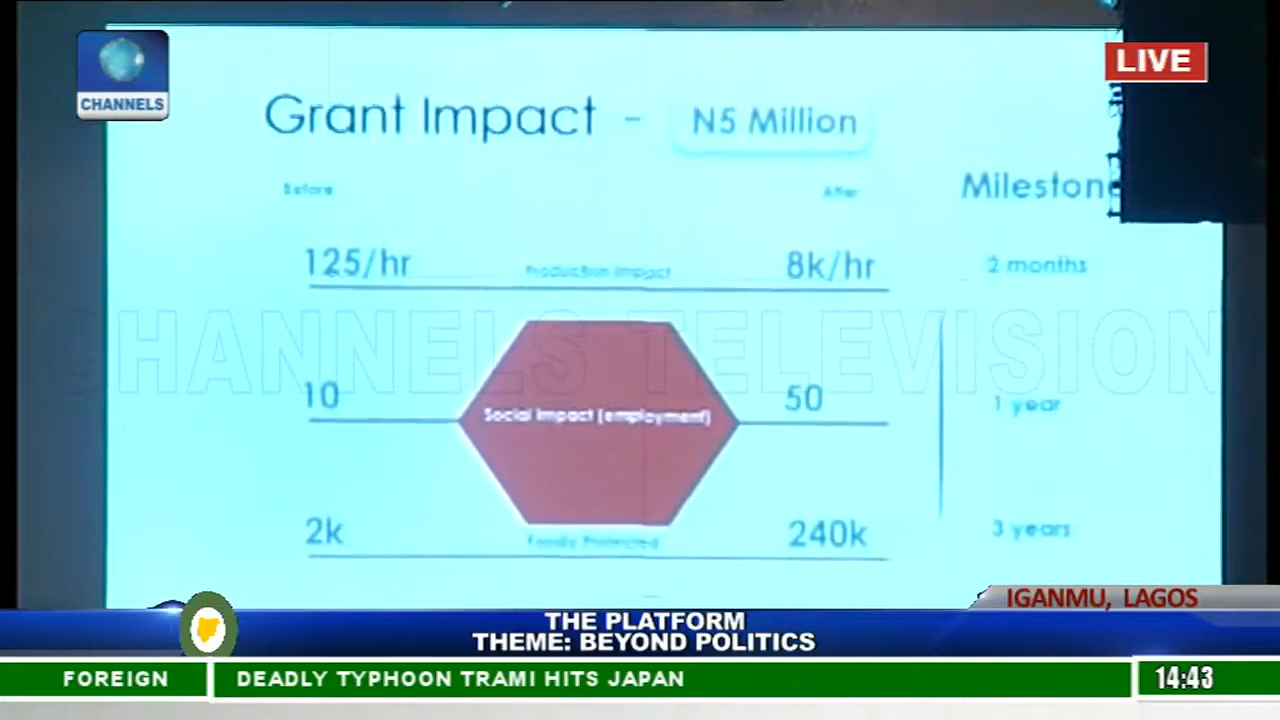 CHANNELS
LIVE
Grant Impact - N5 Million
Before
After
Milestone
125/hr
Production Impact
8k/hr
2 months
CHANNELS TELEVISION
10
Social Impact (employment)
50
1 year
2k
Family Protected
240k
3 years
IGANMU, LAGOS
THE PLATFORM
THEME: BEYOND POLITICS
FOREIGN
DEADLY TYPHOON TRAMI HITS JAPAN
14:43